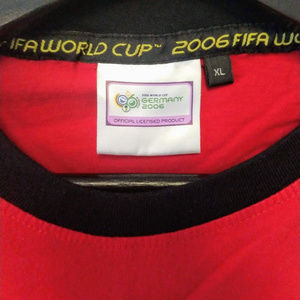 IFA WORLD CUP™ 2006 FIFA WO
XL
FIFA WORLD CUP
GERMANY
2006
OFFICIAL LICENSED PRODUCT